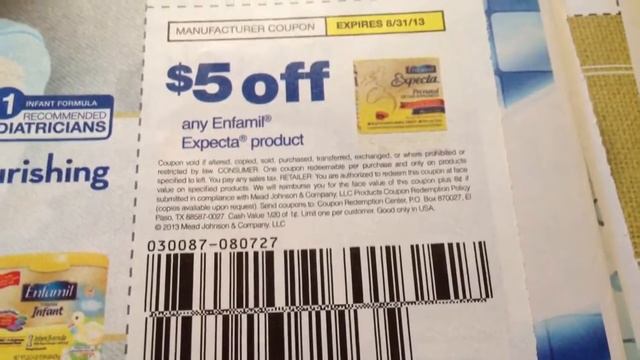 MANUFACTURER COUPON
EXPIRES 8/31/13
$5 off
any Enfamil®
Expecta® product
Enfamil
Expecta
Prenatal
Coupon void if altered, copied, sold, purchased, transferred, exchanged, or where prohibited or
restricted by law. CONSUMER: One coupon redeemable per purchase and only on products
specified to left. You pay any sales tax. RETAILER: You are authorized to redeem this coupon at face
value on specified products. We will reimburse you for the face value of this coupon plus 8¢ if
submitted in compliance with Mead Johnson & Company, LLC Products Coupon Redemption Policy
(copies available upon request). Send coupons to: Coupon Redemption Center, P.O. Box 870027, El
Paso, TX 88587-0027. Cash Value 1/20 of 1¢. Limit one per customer. Good only in USA.
© 2013 Mead Johnson & Company, LLC
030087-080727
1
INFANT FORMULA
RECOMMENDED
DIATRICIANS
rishing
Enfamil
Infant